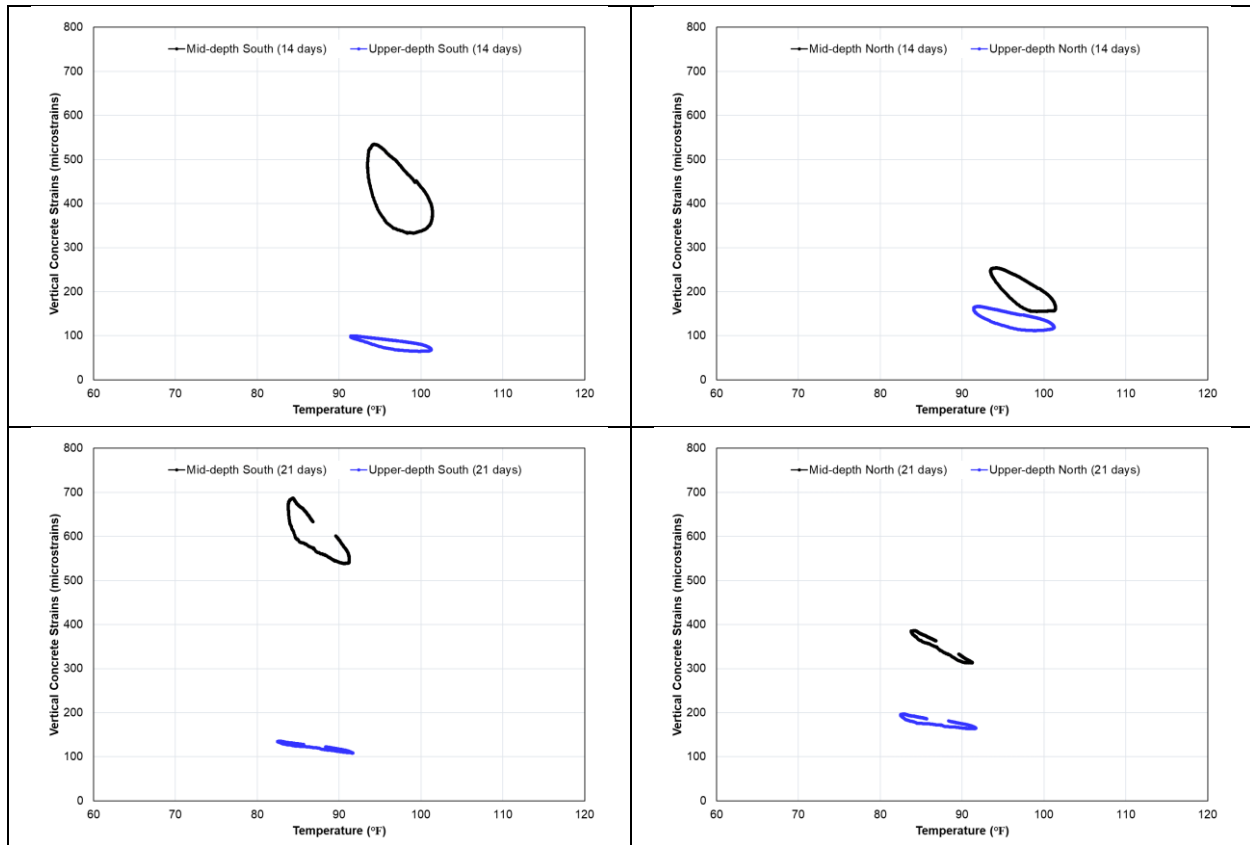 Mid-depth South (14 days) Upper-depth South (14 days)
Vertical Concrete Strains (microstrains)
800
700
600
500
400
300
200
100
0
60 70 80 90 100 110 120
Temperature (°F)
Mid-depth North (14 days) Upper-depth North (14 days)
Vertical Concrete Strains (microstrains)
800
700
600
500
400
300
200
100
0
60 70 80 90 100 110 120
Temperature (°F)
Mid-depth South (21 days) Upper-depth South (21 days)
Vertical Concrete Strains (microstrains)
800
700
600
500
400
300
200
100
0
60 70 80 90 100 110 120
Temperature (°F)
Mid-depth North (21 days) Upper-depth North (21 days)
Vertical Concrete Strains (microstrains)
800
700
600
500
400
300
200
100
0
60 70 80 90 100 110 120
Temperature (°F)